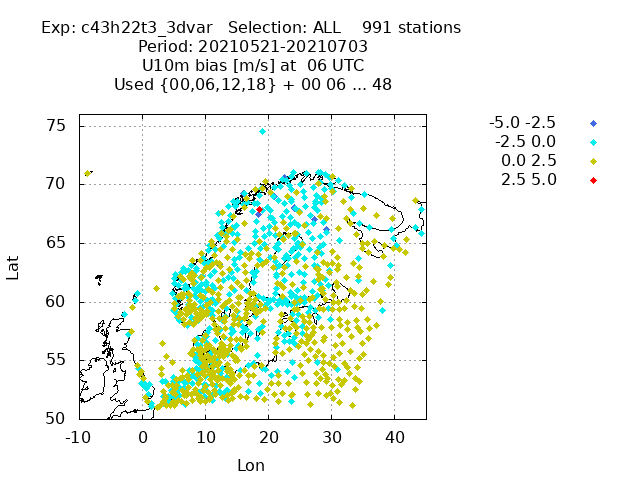 Exp: c43h22t3_3dvar   Selection: ALL    991 stations
Period: 20210521-20210703
U10m bias [m/s] at  06 UTC
Used {00,06,12,18} + 00 06 ... 48
-5.0 -2.5
-2.5 0.0
0.0 2.5
2.5 5.0
75
70
65
60
55
50
Lat
-10 0 10 20 30 40
Lon